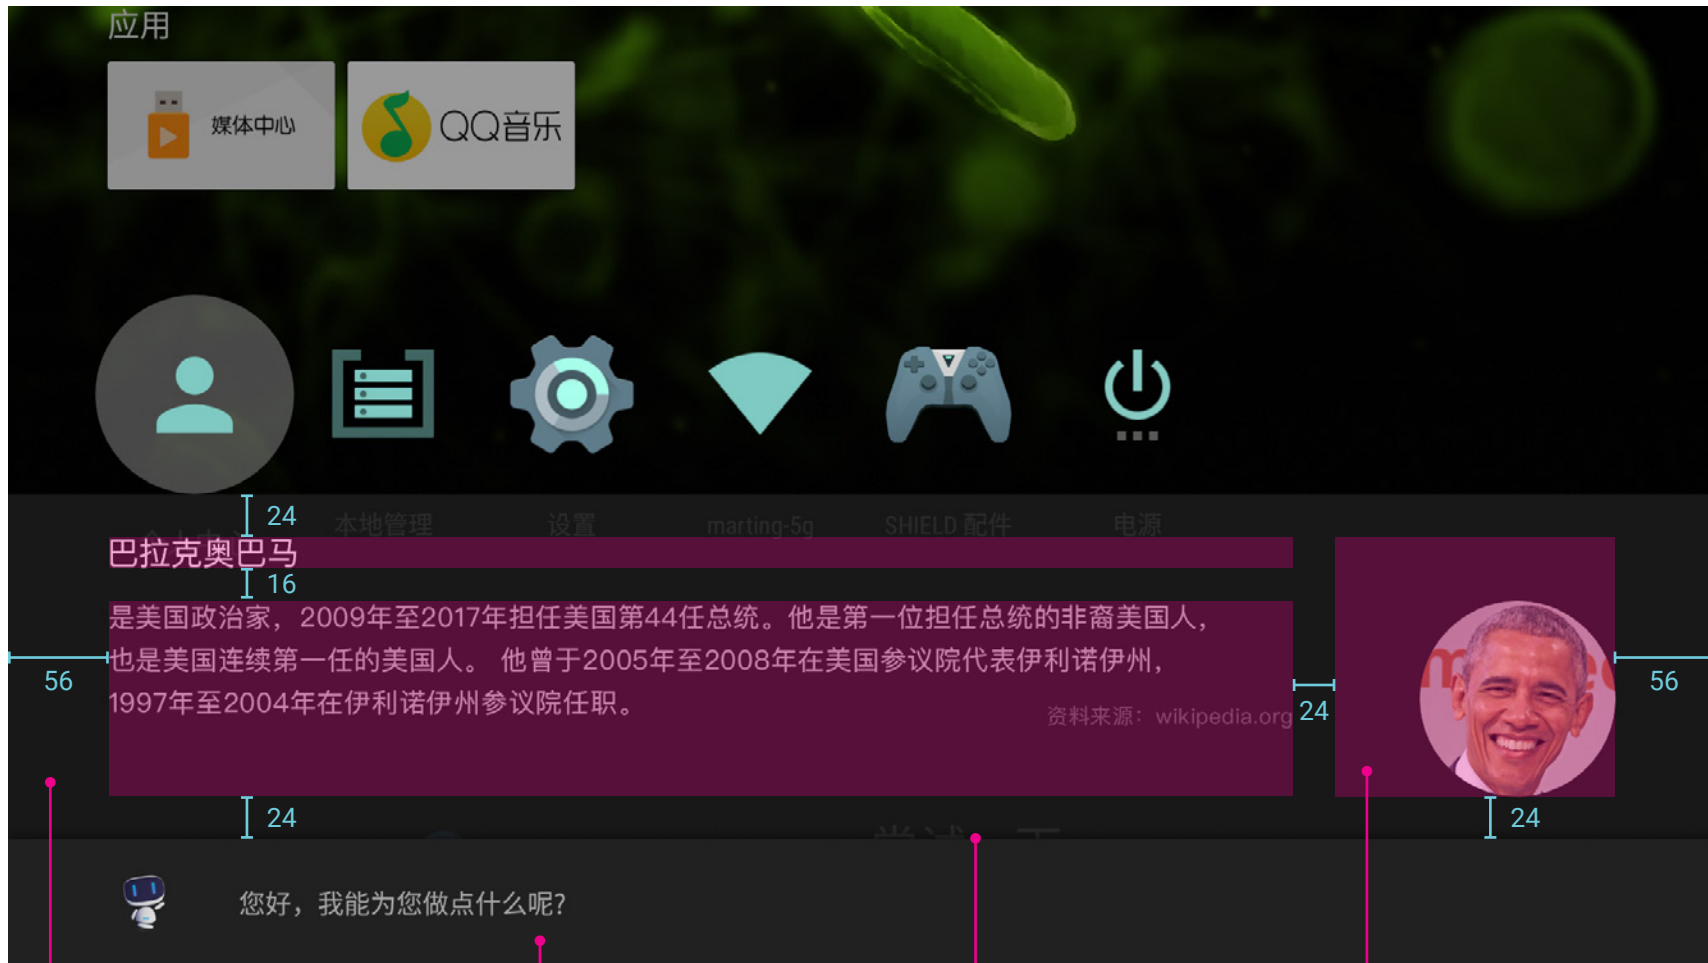 应用
媒体中心
QQ音乐
24
本地管理
设置
marting-5g
SHIELD 配件
电源
巴拉克奥巴马
16
是美国政治家，2009年至2017年担任美国第44任总统。他是第一位担任总统的非裔美国人，
也是美国连续第一任的美国人。 他曾于2005年至2008年在美国参议院代表伊利诺伊州，
1997年至2004年在伊利诺伊州参议院任职。
资料来源：wikipedia.org
56
24
56
24
24
您好，我能为您做点什么呢?